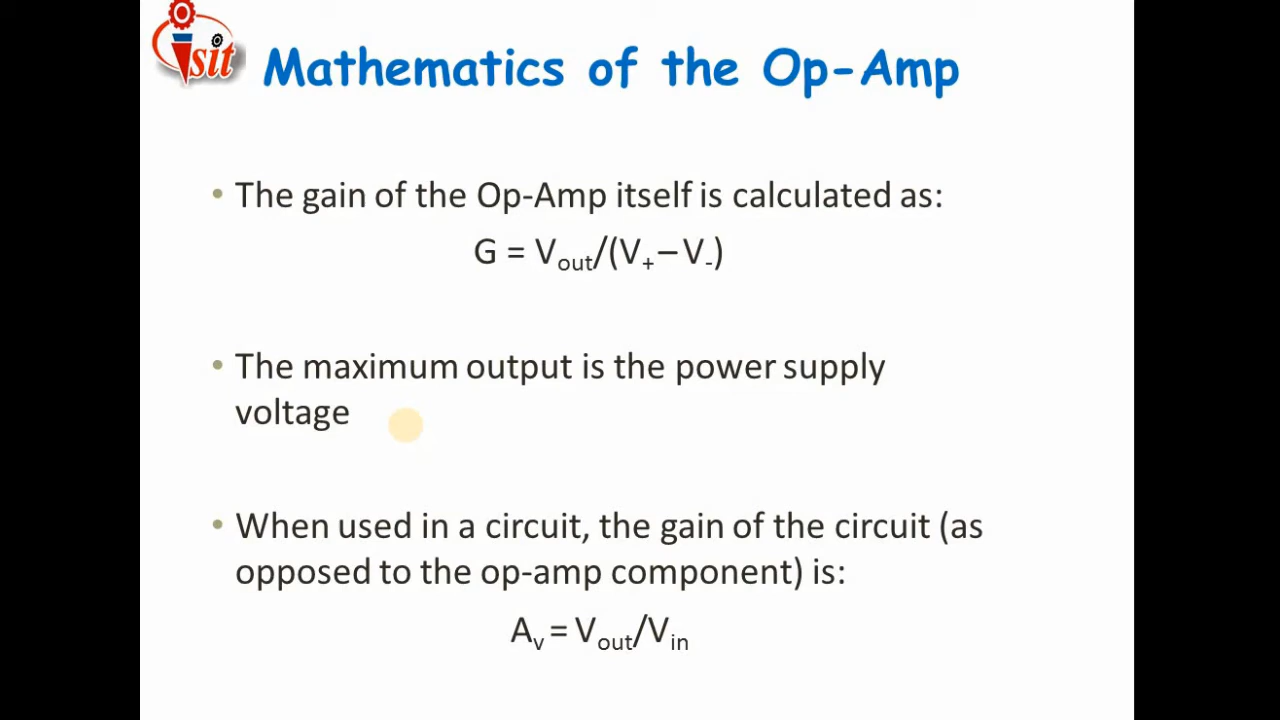 isit
Mathematics of the Op-Amp
• The gain of the Op-Amp itself is calculated as:
G = Vout/(V+ – V-)
• The maximum output is the power supply
voltage
• When used in a circuit, the gain of the circuit (as
opposed to the op-amp component) is:
Av = Vout/Vin